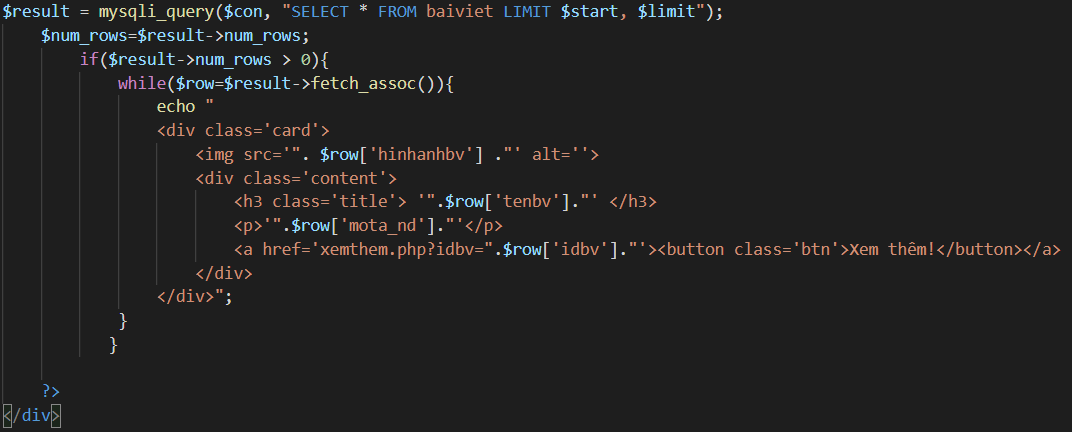 $result = mysqli_query($con, "SELECT * FROM baiviet LIMIT $start, $limit");
$num_rows=$result->num_rows;
if($result->num_rows > 0){
while($row=$result->fetch_assoc()){
echo "
<div class='card'>
<img src='". $row['hinhanhbv'] ."' alt=''>
<div class='content'>
<h3 class='title'> '".$row['tenbv']."' </h3>
<p>'".$row['mota_nd']."'</p>
<a href='xemthem.php?idbv=".$row['idbv']."'><button class='btn'>Xem thêm!</button></a>
</div>
</div>";
}
}
?>
</div>